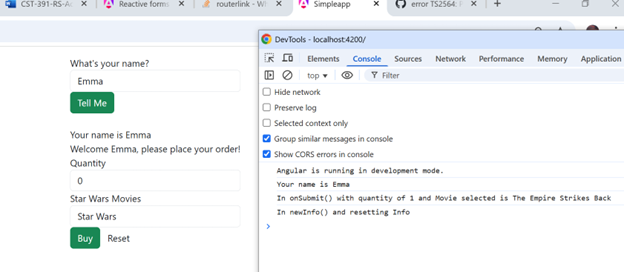 CST-391-RS-A
Reactive forms
routerlink - W
Simpleapp
error TS2564:
DevTools - localhost:4200/
Elements Console Sources Network Performance Memory Application
top Filter
Hide network
Preserve log
Selected context only
Group similar messages in console
Show CORS errors in console
Angular is running in development mode.
Your name is Emma
In onSubmit() with quantity of 1 and Movie selected is The Empire Strikes Back
In newInfo() and resetting Info
What's your name?
Emma
Tell Me
Your name is Emma
Welcome Emma, please place your order!
Quantity
0
Star Wars Movies
Star Wars
Buy Reset